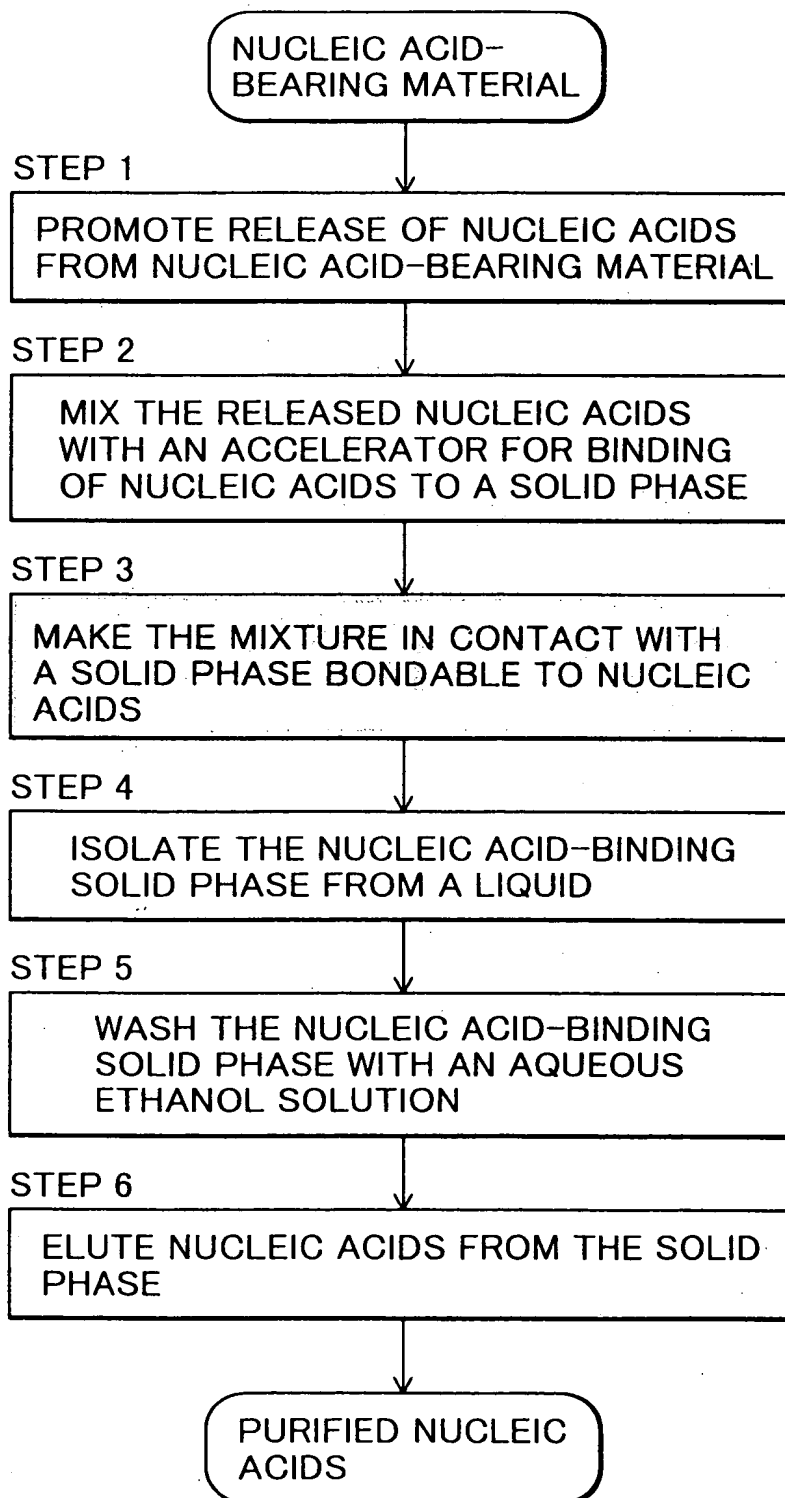 NUCLEIC ACID-
BEARING MATERIAL
STEP 1
PROMOTE RELEASE OF NUCLEIC ACIDS
FROM NUCLEIC ACID-BEARING MATERIAL
STEP 2
MIX THE RELEASED NUCLEIC ACIDS
WITH AN ACCELERATOR FOR BINDING
OF NUCLEIC ACIDS TO A SOLID PHASE
STEP 3
MAKE THE MIXTURE IN CONTACT WITH
A SOLID PHASE BONDABLE TO NUCLEIC
ACIDS
STEP 4
ISOLATE THE NUCLEIC ACID-BINDING
SOLID PHASE FROM A LIQUID
STEP 5
WASH THE NUCLEIC ACID-BINDING
SOLID PHASE WITH AN AQUEOUS
ETHANOL SOLUTION
STEP 6
ELUTE NUCLEIC ACIDS FROM THE SOLID
PHASE
PURIFIED NUCLEIC
ACIDS